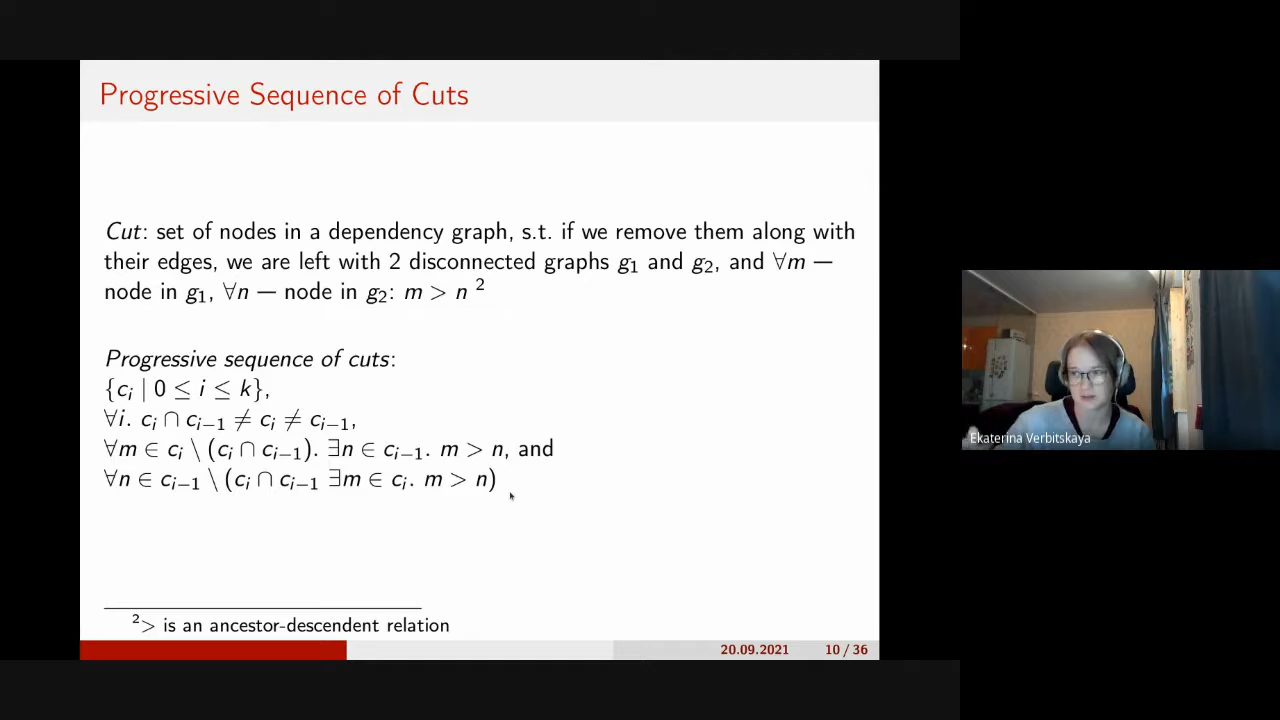 Progressive Sequence of Cuts
Cut: set of nodes in a dependency graph, s.t. if we remove them along with
their edges, we are left with 2 disconnected graphs g₁ and g₂, and ∀m —
node in g₁, ∀n — node in g₂: m > n ²
Progressive sequence of cuts:
{cᵢ | 0 ≤ i ≤ k},
∀i. cᵢ ∩ cᵢ₋₁ ≠ cᵢ ≠ cᵢ₋₁,
∀m ∈ cᵢ \ (cᵢ ∩ cᵢ₋₁). ∃n ∈ cᵢ₋₁. m > n, and
∀n ∈ cᵢ₋₁ \ (cᵢ ∩ cᵢ₋₁ ∃m ∈ cᵢ. m > n)
²> is an ancestor-descendent relation
20.09.2021 10 / 36
Ekaterina Verbitskaya